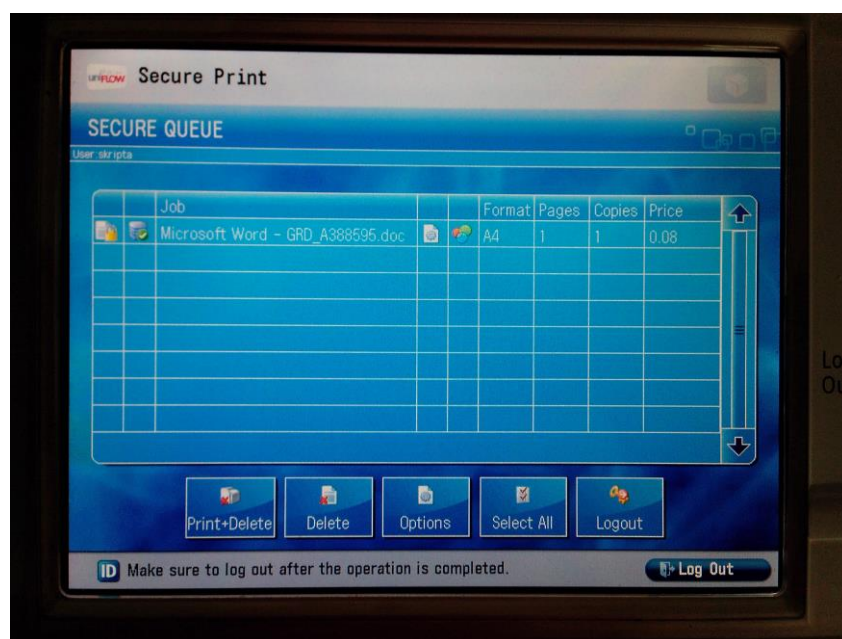 uniFLOW Secure Print
SECURE QUEUE
User skripta
Job Format Pages Copies Price
Microsoft Word - GRD_A388595.doc A4 1 1 0.08
Print+Delete Delete Options Select All Logout
ID Make sure to log out after the operation is completed. Log Out